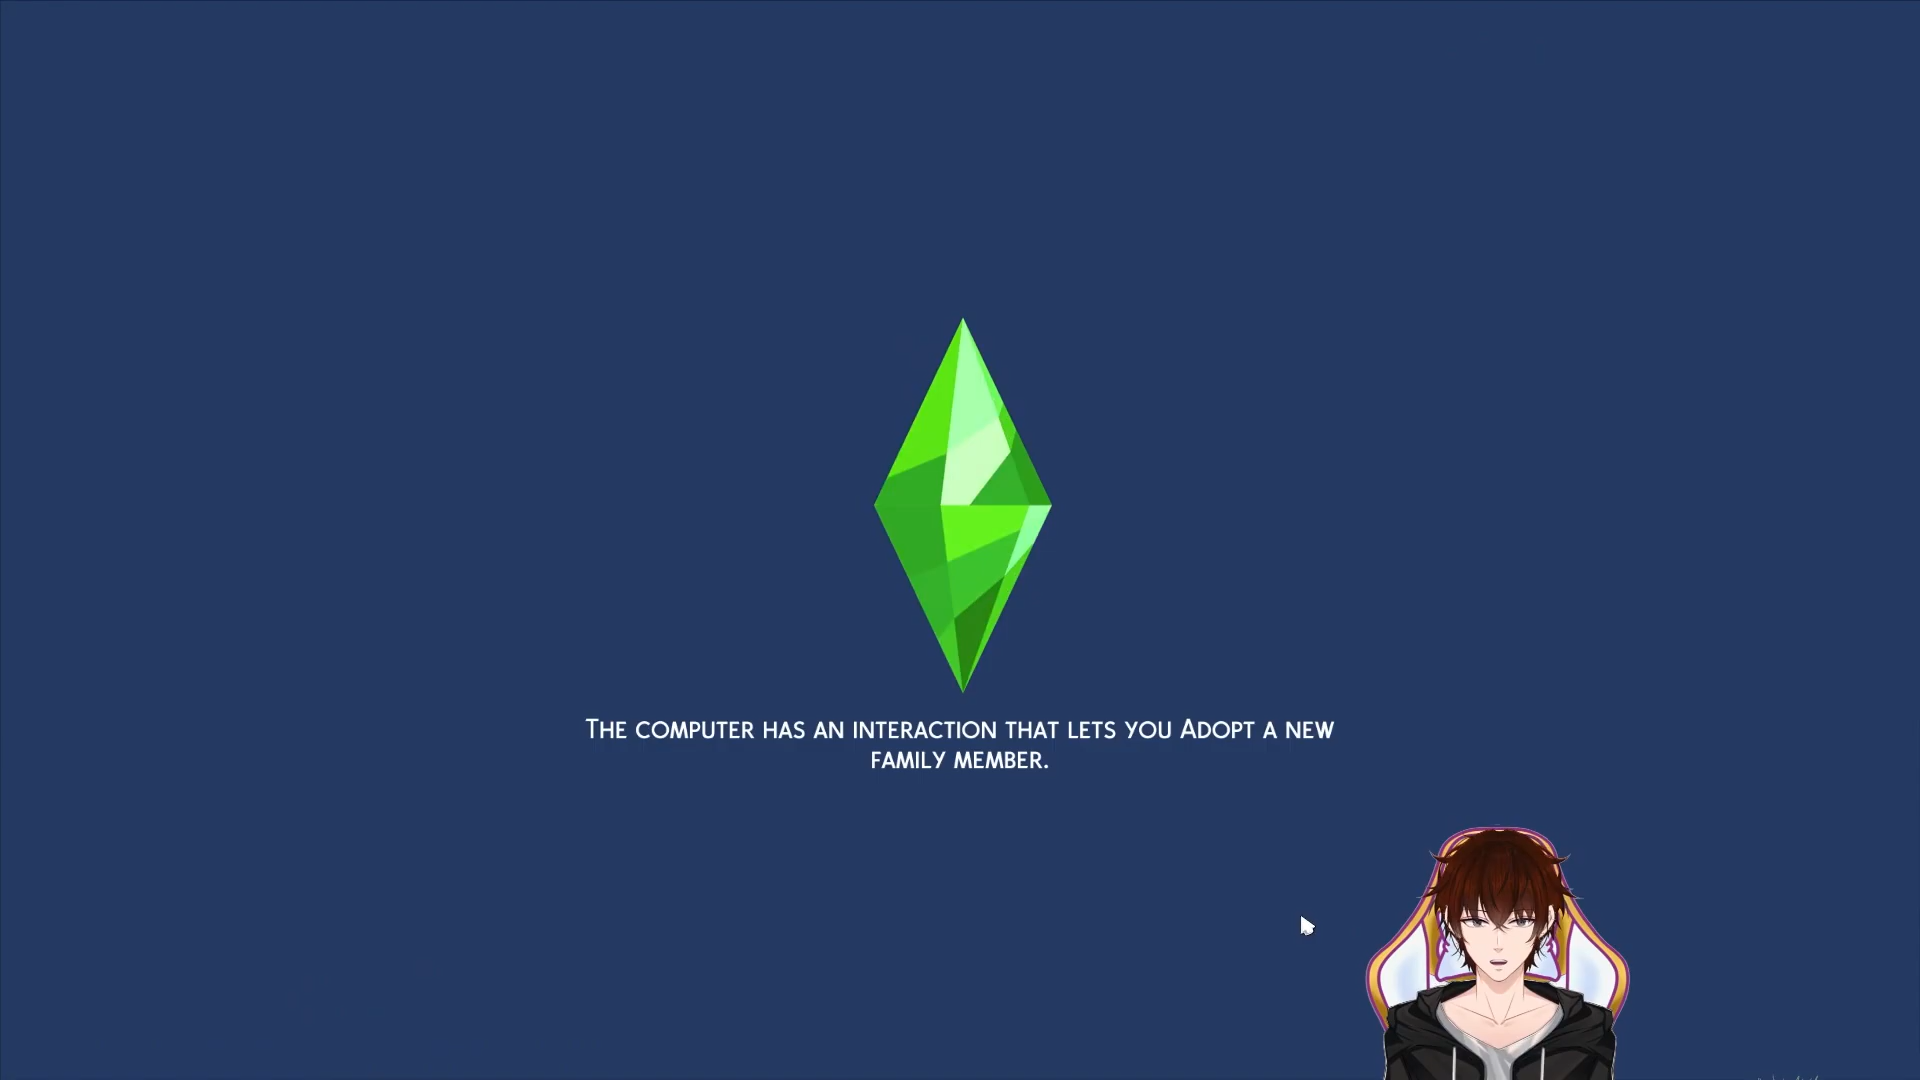 The computer has an interaction that lets you Adopt a new
family member.